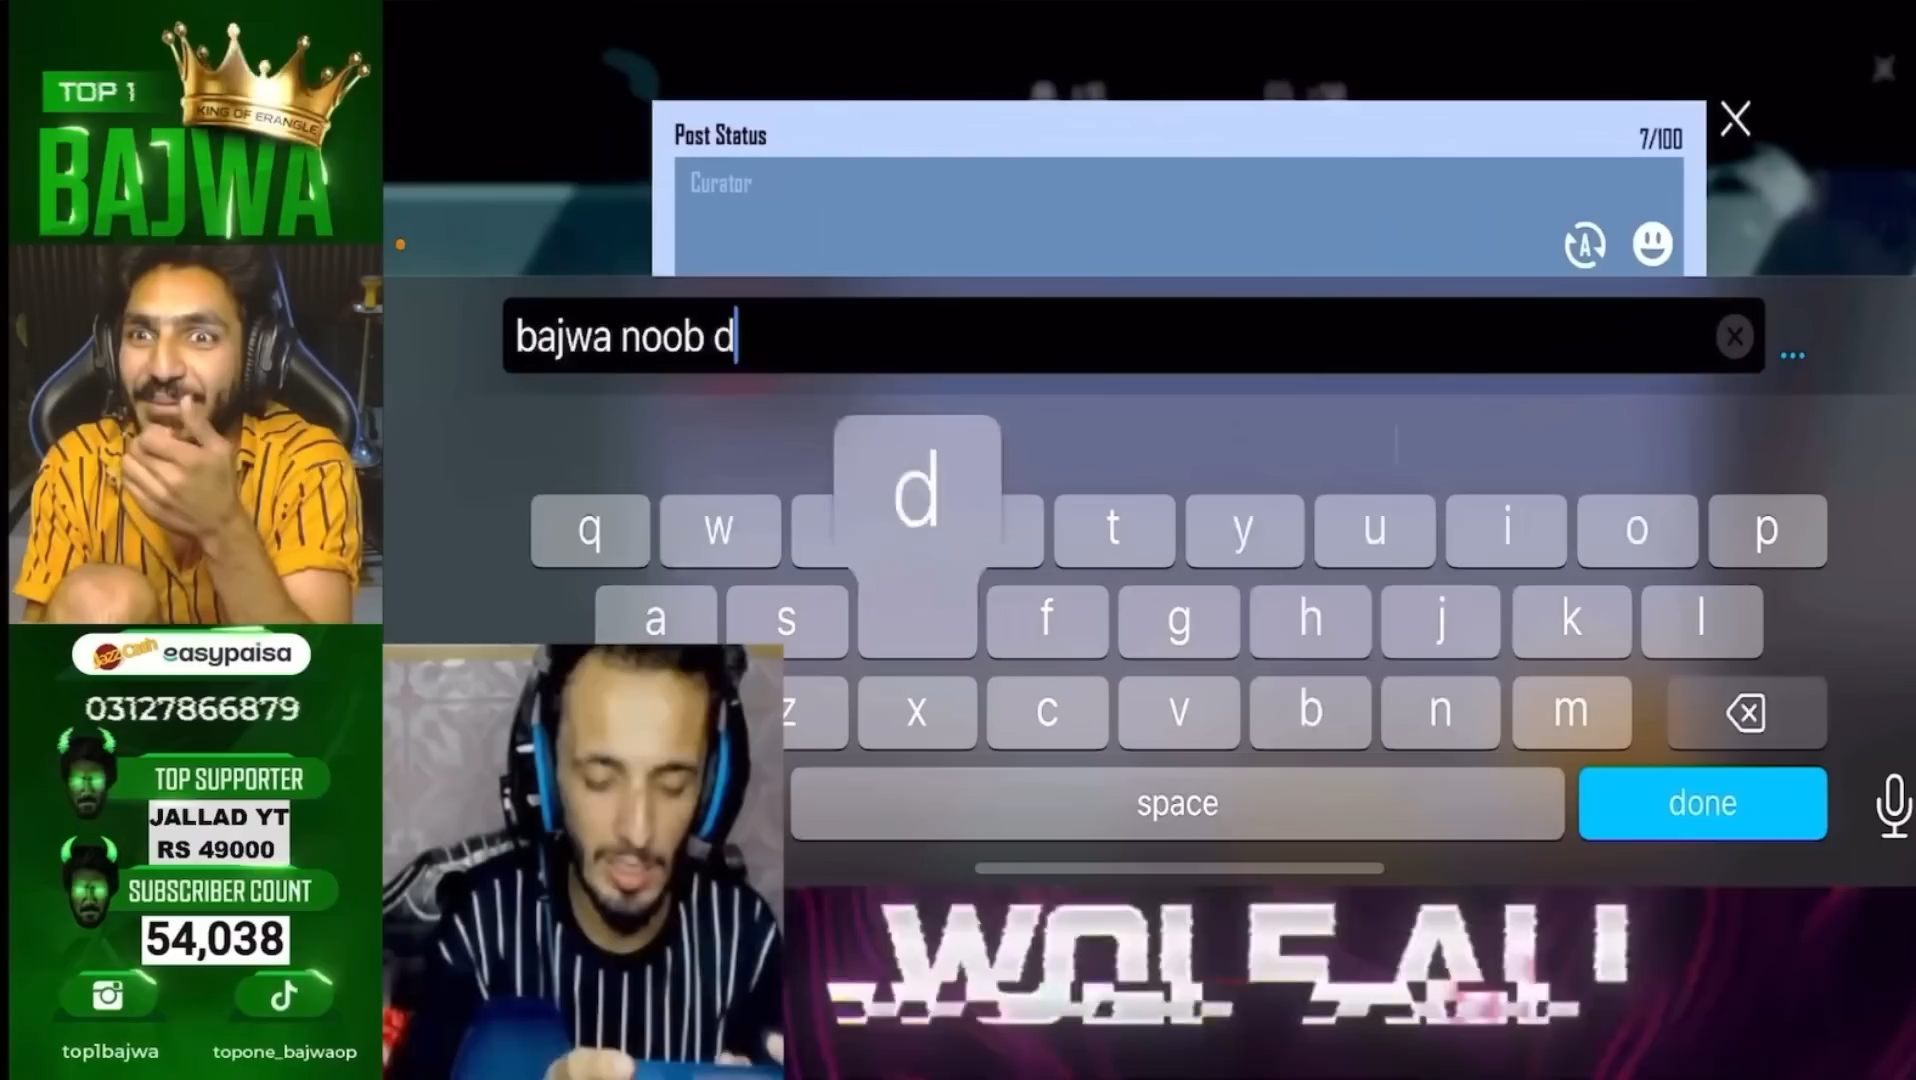 TOP 1
KING OF ERANGLE
BAJWA
Post Status
7/100
Curator
A
bajwa noob d
...
d
q w t y u i o p
a s f g h j k l
z x c v b n m
space
done
JazzCash easypaisa
03127866879
TOP SUPPORTER
JALLAD YT
RS 49000
SUBSCRIBER COUNT
54,038
top1bajwa
topone_bajwaop
WOLF ALI